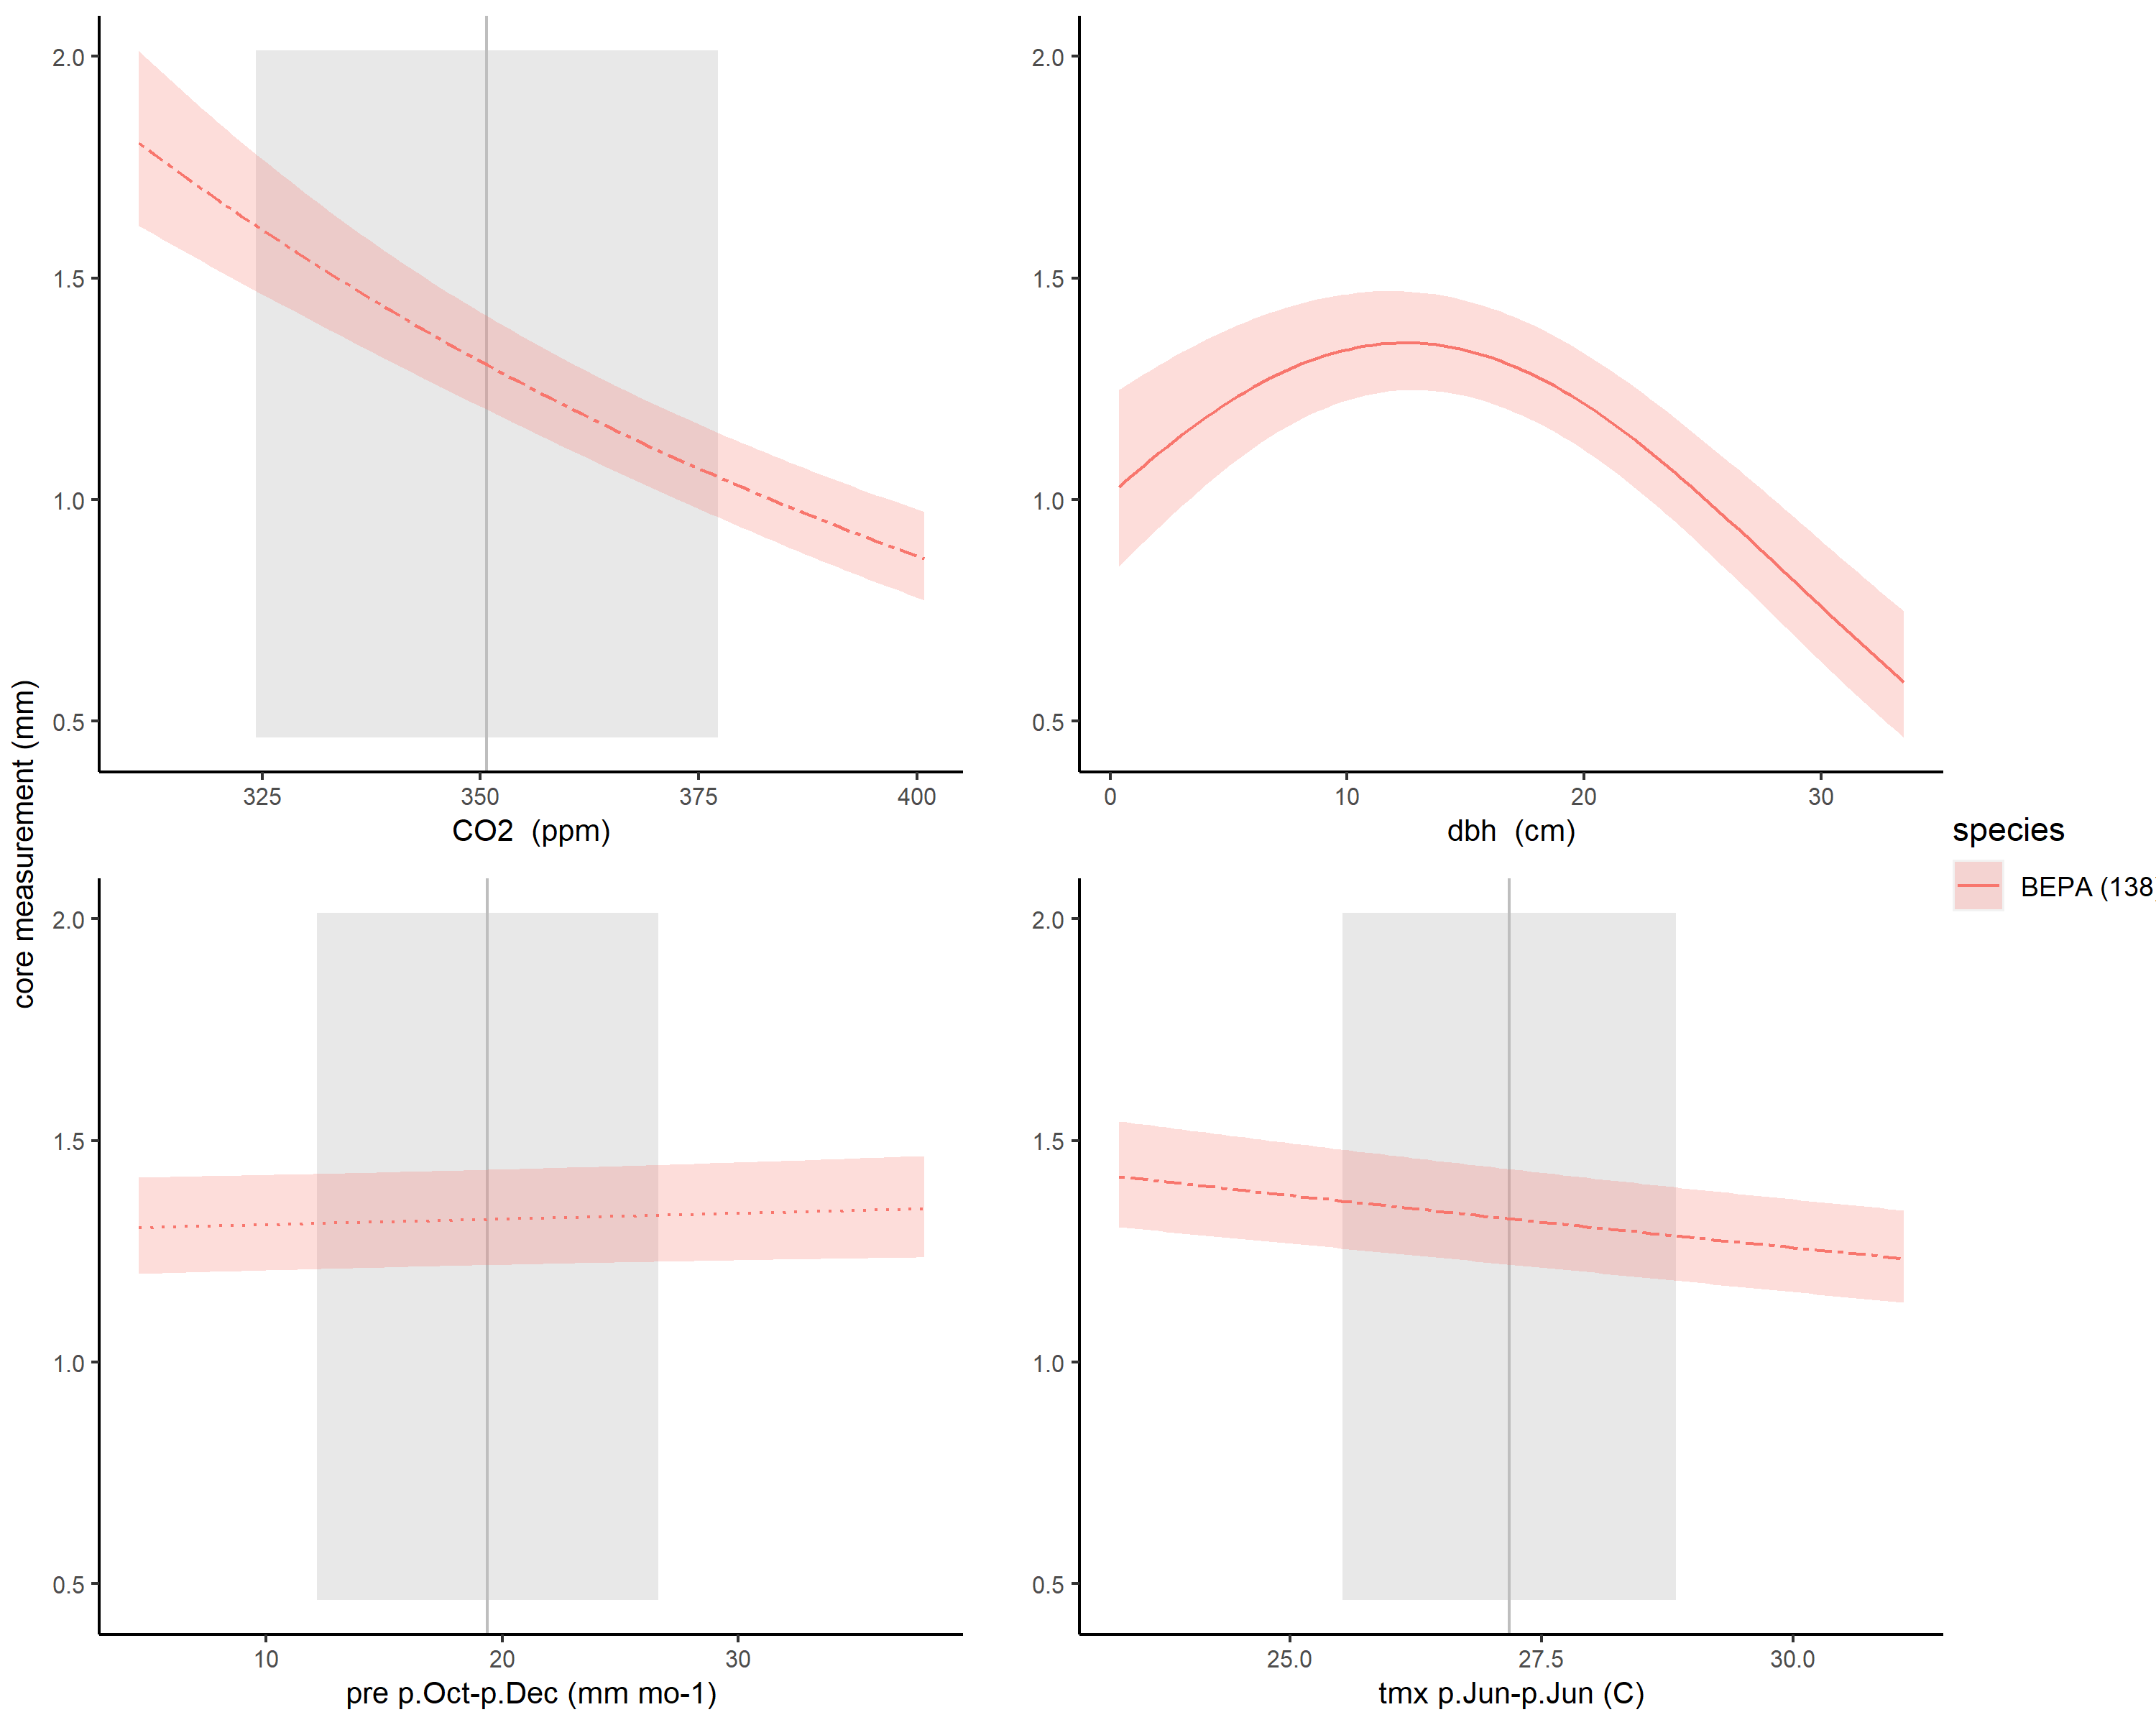 core measurement (mm)
2.0
1.5
1.0
0.5
325 350 375 400
CO2 (ppm)
2.0
1.5
1.0
0.5
0 10 20 30
dbh (cm)
2.0
1.5
1.0
0.5
10 20 30
pre p.Oct-p.Dec (mm mo-1)
2.0
1.5
1.0
0.5
25.0 27.5 30.0
tmx p.Jun-p.Jun (C)
species
BEPA (138)